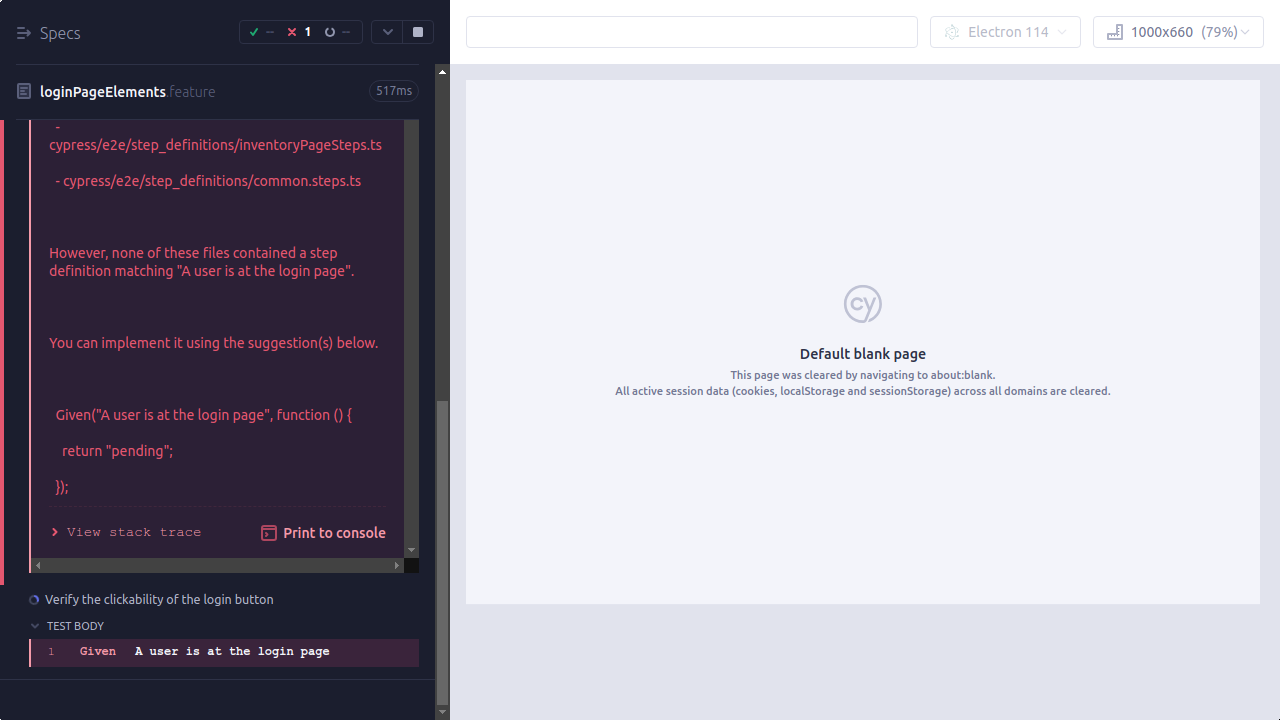 Specs
-- 1 --
Electron 114
1000x660 (79%)
loginPageElements.feature
517ms
-
cypress/e2e/step_definitions/inventoryPageSteps.ts
- cypress/e2e/step_definitions/common.steps.ts
However, none of these files contained a step
definition matching "A user is at the login page".
You can implement it using the suggestion(s) below.
Given("A user is at the login page", function () {
return "pending";
});
View stack trace
Print to console
Verify the clickability of the login button
TEST BODY
1 Given A user is at the login page
cy
Default blank page
This page was cleared by navigating to about:blank.
All active session data (cookies, localStorage and sessionStorage) across all domains are cleared.